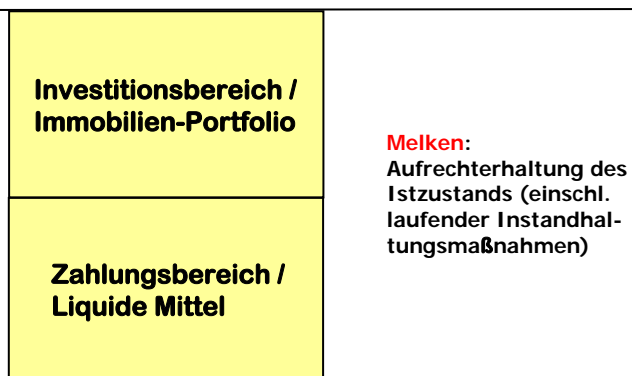 Investitionsbereich /
Immobilien-Portfolio
Melken:
Aufrechterhaltung des
Istzustands (einschl.
laufender Instandhal-
tungsmaßnahmen)
Zahlungsbereich /
Liquide Mittel